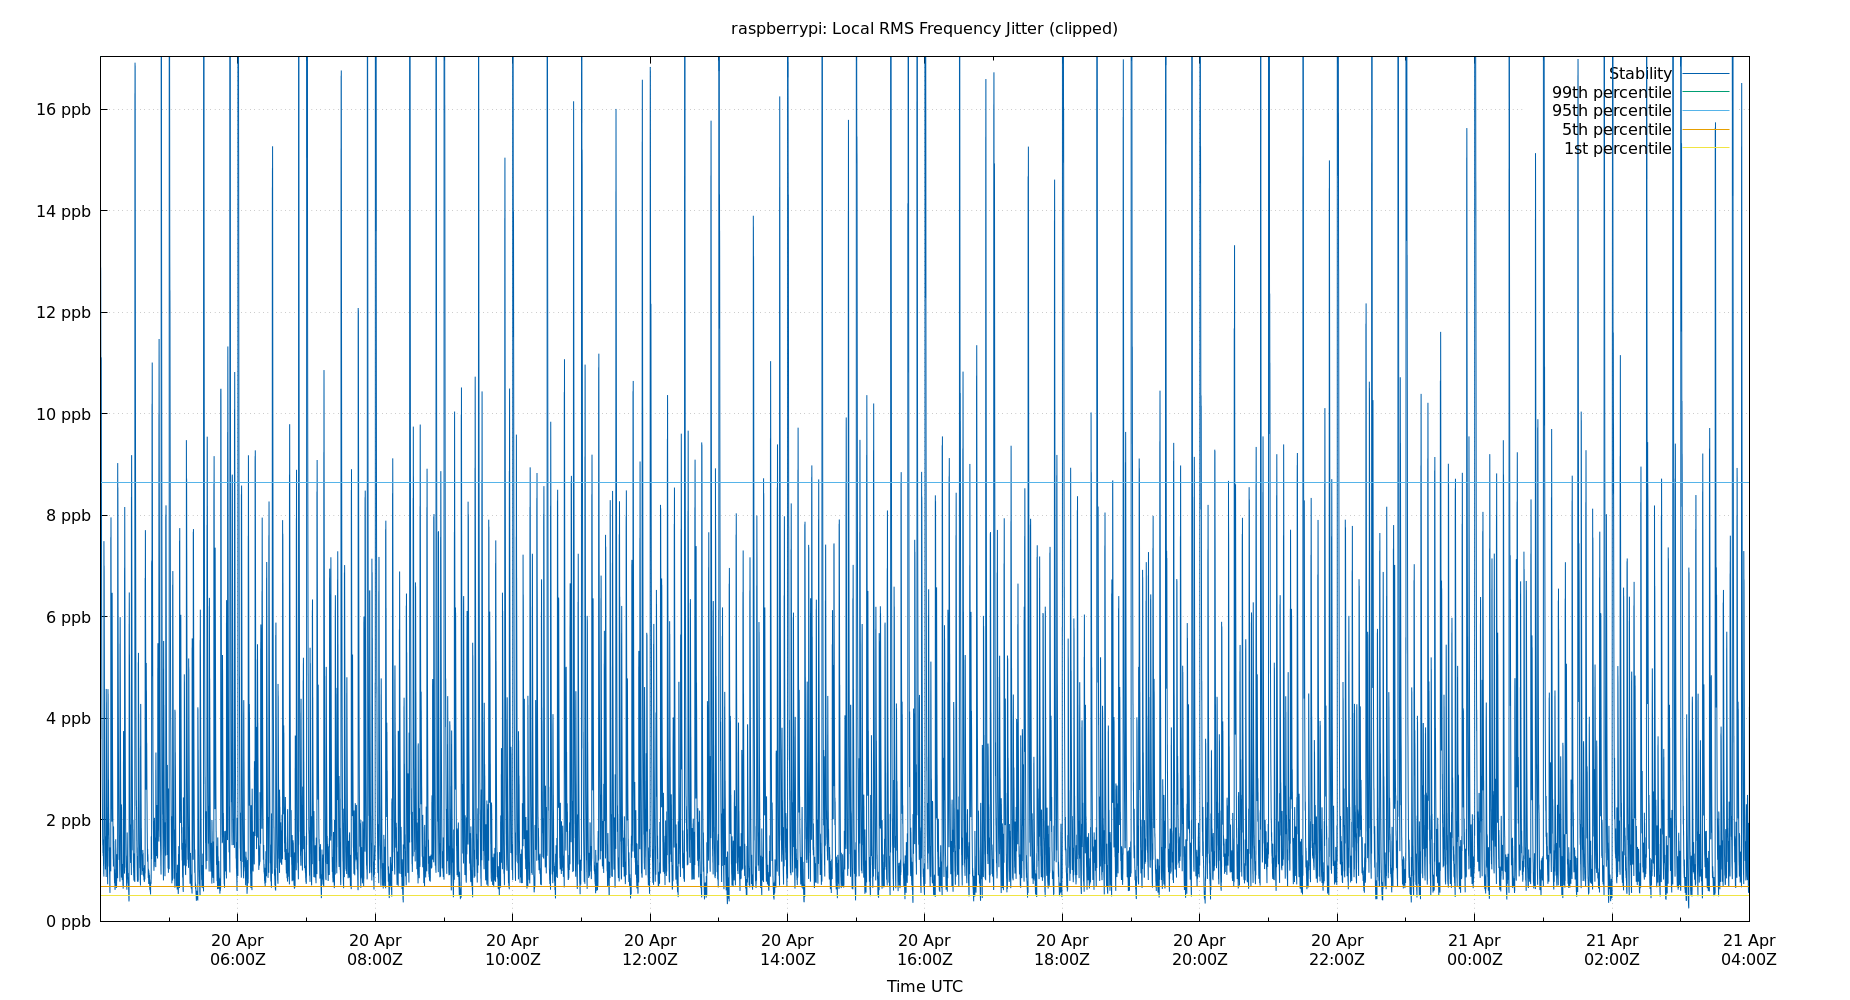 raspberrypi: Local RMS Frequency Jitter (clipped)
Stability
99th percentile
95th percentile
5th percentile
1st percentile
16 ppb
14 ppb
12 ppb
10 ppb
8 ppb
6 ppb
4 ppb
2 ppb
0 ppb
20 Apr 20 Apr 20 Apr 20 Apr 20 Apr 20 Apr 20 Apr 20 Apr 20 Apr 21 Apr 21 Apr 21 Apr
06:00Z 08:00Z 10:00Z 12:00Z 14:00Z 16:00Z 18:00Z 20:00Z 22:00Z 00:00Z 02:00Z 04:00Z
Time UTC